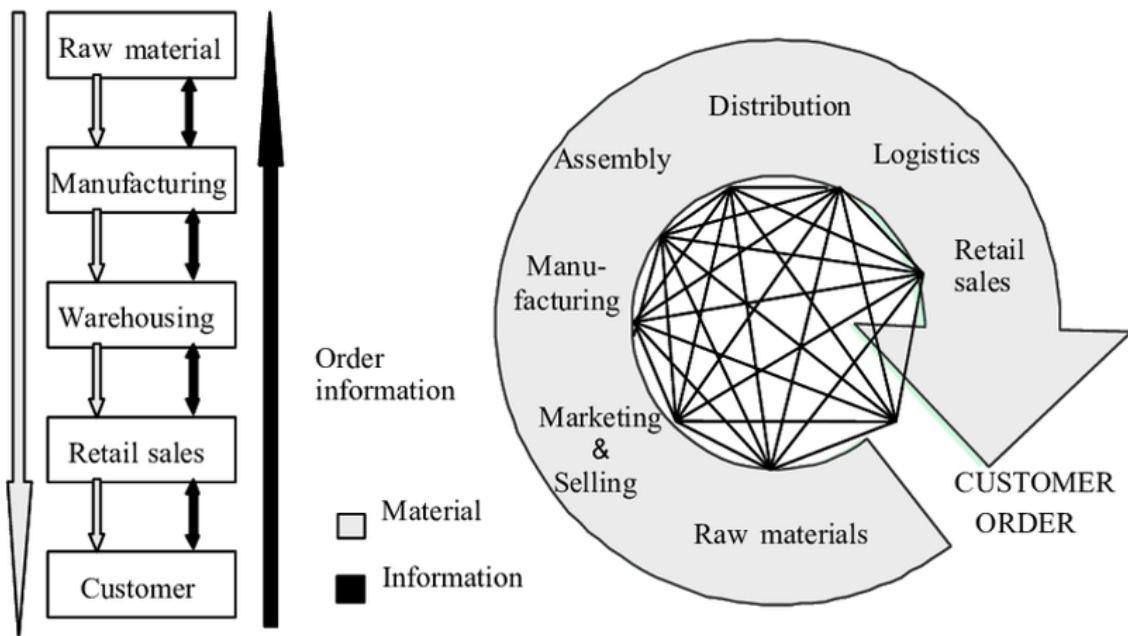 Raw material
Manufacturing
Warehousing
Retail sales
Customer
Order
information
Material
Information
Distribution
Logistics
Assembly
Retail
sales
Manu-
facturing
Marketing
&
Selling
Raw materials
CUSTOMER
ORDER